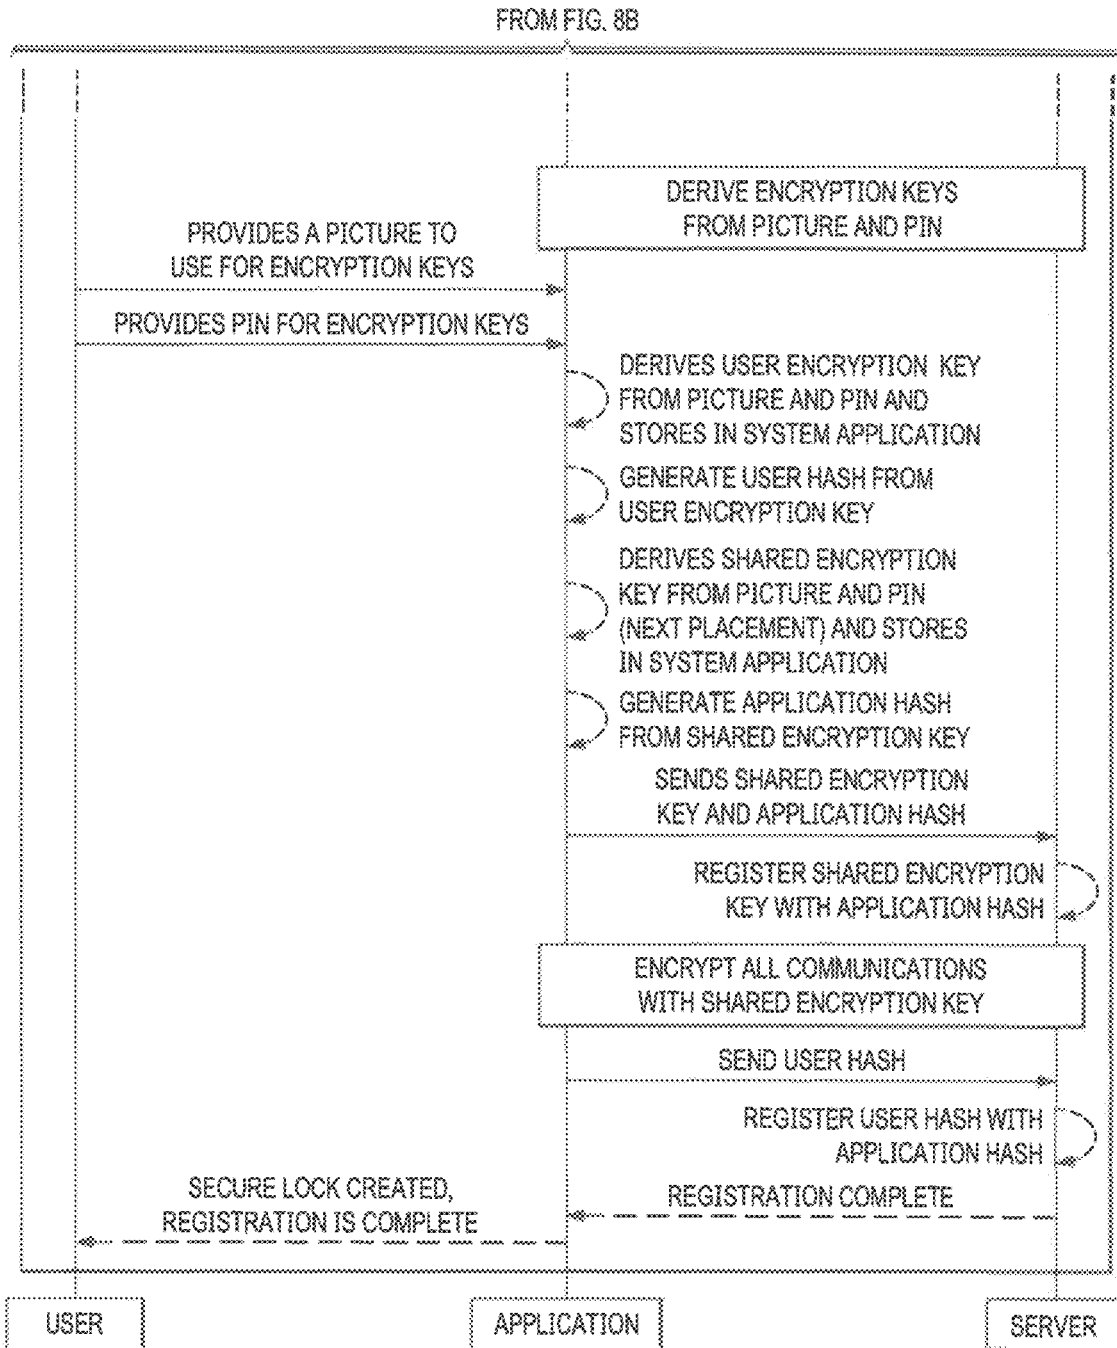 FROM FIG. 8B
DERIVE ENCRYPTION KEYS
FROM PICTURE AND PIN
PROVIDES A PICTURE TO
USE FOR ENCRYPTION KEYS
PROVIDES PIN FOR ENCRYPTION KEYS
DERIVES USER ENCRYPTION KEY
FROM PICTURE AND PIN AND
STORES IN SYSTEM APPLICATION
GENERATE USER HASH FROM
USER ENCRYPTION KEY
DERIVES SHARED ENCRYPTION
KEY FROM PICTURE AND PIN
(NEXT PLACEMENT) AND STORES
IN SYSTEM APPLICATION
GENERATE APPLICATION HASH
FROM SHARED ENCRYPTION KEY
SENDS SHARED ENCRYPTION
KEY AND APPLICATION HASH
REGISTER SHARED ENCRYPTION
KEY WITH APPLICATION HASH
ENCRYPT ALL COMMUNICATIONS
WITH SHARED ENCRYPTION KEY
SEND USER HASH
REGISTER USER HASH WITH
APPLICATION HASH
REGISTRATION COMPLETE
SECURE LOCK CREATED,
REGISTRATION IS COMPLETE
USER
APPLICATION
SERVER